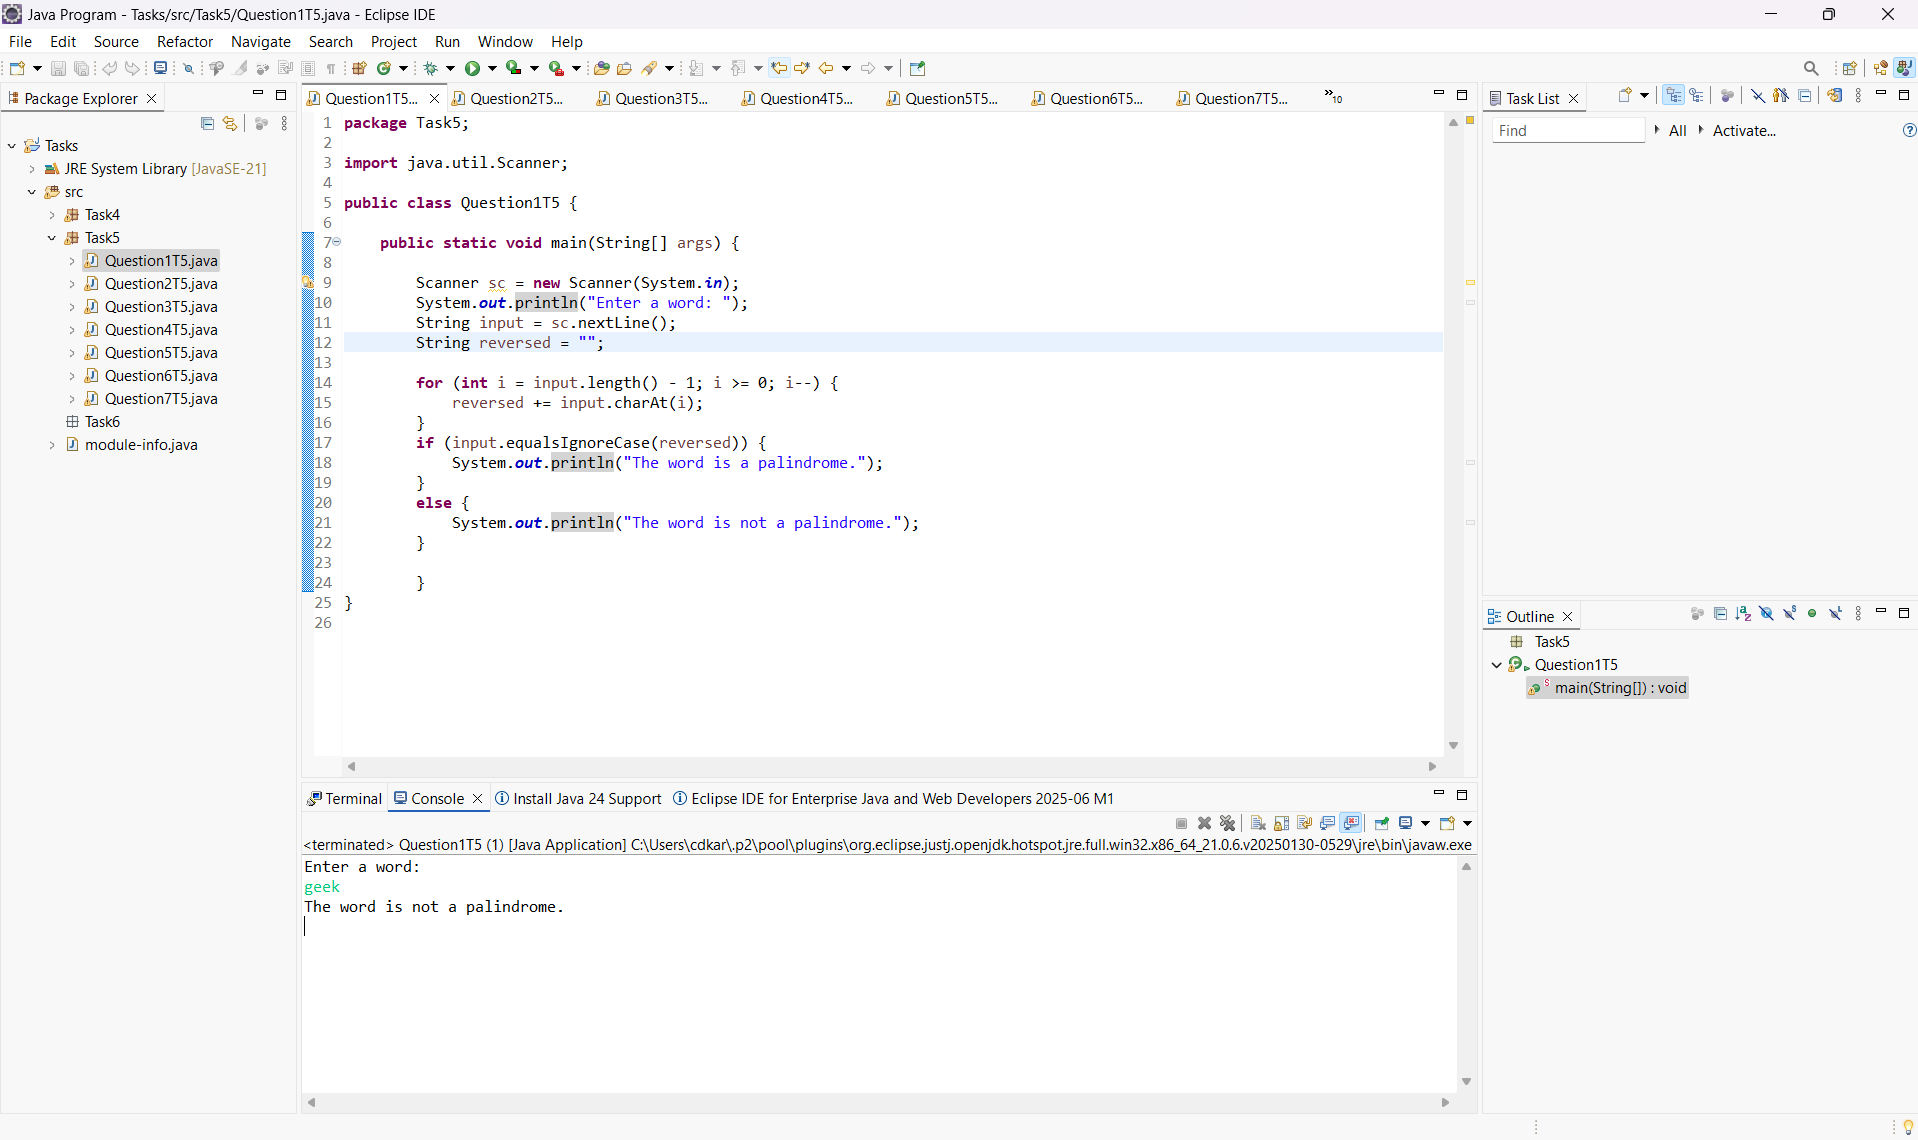 Java Program - Tasks/src/Task5/Question1T5.java - Eclipse IDE
File Edit Source Refactor Navigate Search Project Run Window Help
Package Explorer
Tasks
JRE System Library [JavaSE-21]
src
Task4
Task5
Question1T5.java
Question2T5.java
Question3T5.java
Question4T5.java
Question5T5.java
Question6T5.java
Question7T5.java
Task6
module-info.java
Question1T5... Question2T5... Question3T5... Question4T5... Question5T5... Question6T5... Question7T5... »10
1 package Task5;
2
3 import java.util.Scanner;
4
5 public class Question1T5 {
6
7 public static void main(String[] args) {
8
9 Scanner sc = new Scanner(System.in);
10 System.out.println("Enter a word: ");
11 String input = sc.nextLine();
12 String reversed = "";
13
14 for (int i = input.length() - 1; i >= 0; i--) {
15 reversed += input.charAt(i);
16 }
17 if (input.equalsIgnoreCase(reversed)) {
18 System.out.println("The word is a palindrome.");
19 }
20 else {
21 System.out.println("The word is not a palindrome.");
22 }
23
24 }
25 }
26
Task List
Find All Activate...
Outline
Task5
Question1T5
main(String[]) : void
Terminal Console Install Java 24 Support Eclipse IDE for Enterprise Java and Web Developers 2025-06 M1
<terminated> Question1T5 (1) [Java Application] C:\Users\cdkar\.p2\pool\plugins\org.eclipse.justj.openjdk.hotspot.jre.full.win32.x86_64_21.0.6.v20250130-0529\jre\bin\javaw.exe
Enter a word:
geek
The word is not a palindrome.